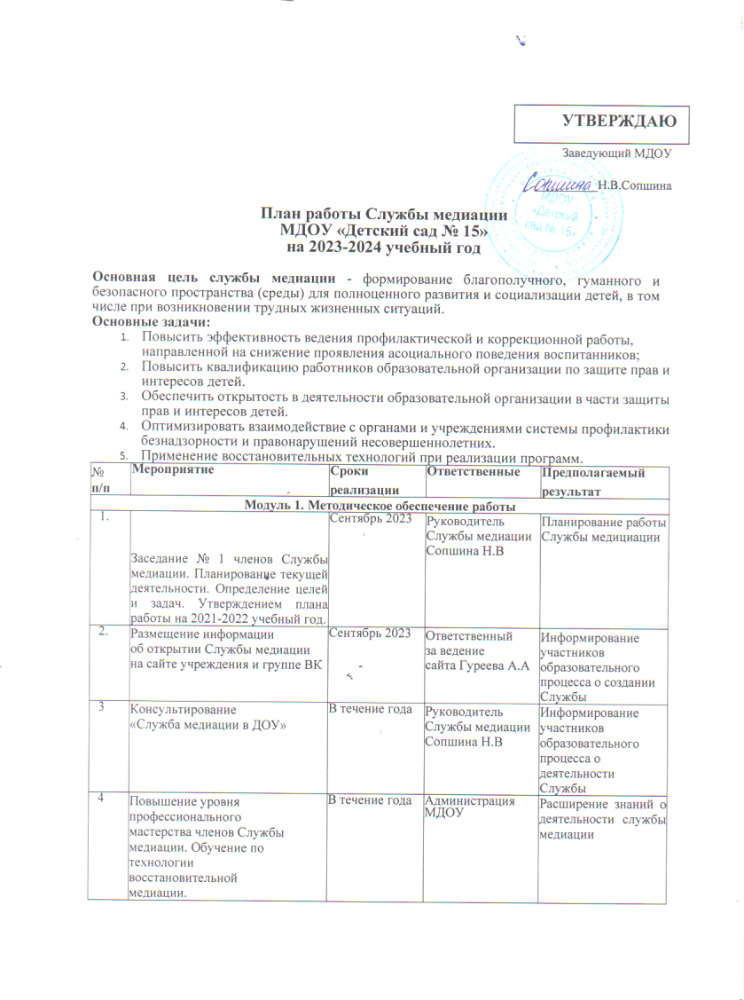 УТВЕРЖДАЮ
Заведующий МДОУ
Сопшина Н.В.Сопшина
МДОУ
«Детский
сад № 15»
План работы Службы медиации
МДОУ «Детский сад № 15»
на 2023-2024 учебный год
Основная цель службы медиации - формирование благополучного, гуманного и
безопасного пространства (среды) для полноценного развития и социализации детей, в том
числе при возникновении трудных жизненных ситуаций.
Основные задачи:
1. Повысить эффективность ведения профилактической и коррекционной работы,
направленной на снижение проявления асоциального поведения воспитанников;
2. Повысить квалификацию работников образовательной организации по защите прав и
интересов детей.
3. Обеспечить открытость в деятельности образовательной организации в части защиты
прав и интересов детей.
4. Оптимизировать взаимодействие с органами и учреждениями системы профилактики
безнадзорности и правонарушений несовершеннолетних.
5. Применение восстановительных технологий при реализации программ.
№
п/п
Мероприятие
Сроки
реализации
Ответственные
Предполагаемый
результат
Модуль 1. Методическое обеспечение работы
1.
Заседание № 1 членов Службы
медиации. Планирование текущей
деятельности. Определение целей
и задач. Утверждением плана
работы на 2021-2022 учебный год.
Сентябрь 2023
Руководитель
Службы медиации
Сопшина Н.В
Планирование работы
Службы медициации
2.
Размещение информации
об открытии Службы медиации
на сайте учреждения и группе ВК
Сентябрь 2023
Ответственный
за ведение
сайта Гуреева А.А
Информирование
участников
образовательного
процесса о создании
Службы
3
Консультирование
«Служба медиации в ДОУ»
В течение года
Руководитель
Службы медиации
Сопшина Н.В
Информирование
участников
образовательного
процесса о
деятельности
Службы
4
Повышение уровня
профессионального
мастерства членов Службы
медиации. Обучение по
технологии
восстановительной
медиации.
В течение года
Администрация
МДОУ
Расширение знаний о
деятельности службы
медиации